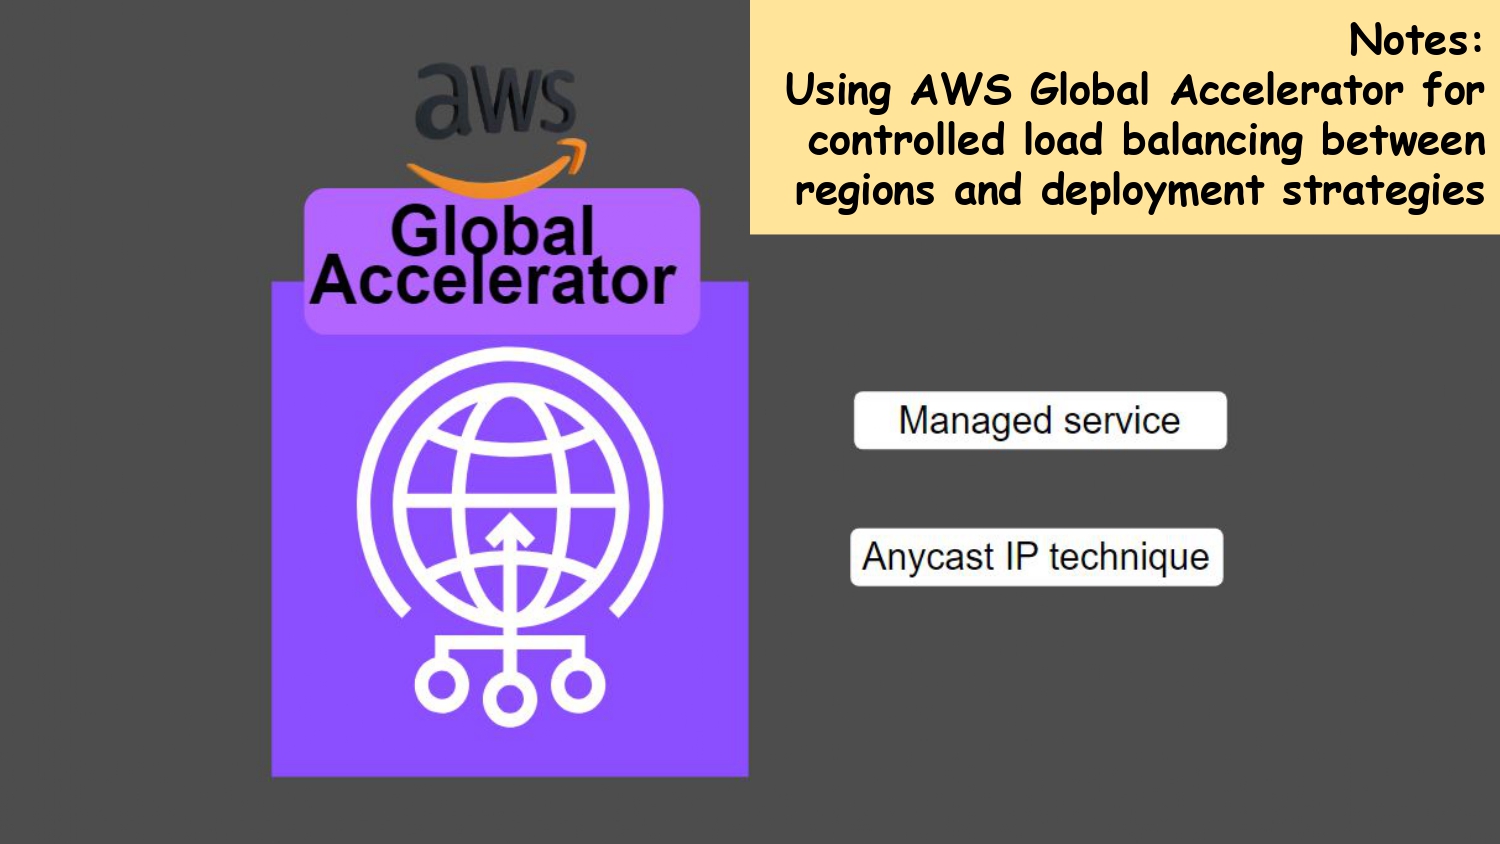 Notes:
Using AWS Global Accelerator for
controlled load balancing between
regions and deployment strategies
aws
Global
Accelerator
Managed service
Anycast IP technique